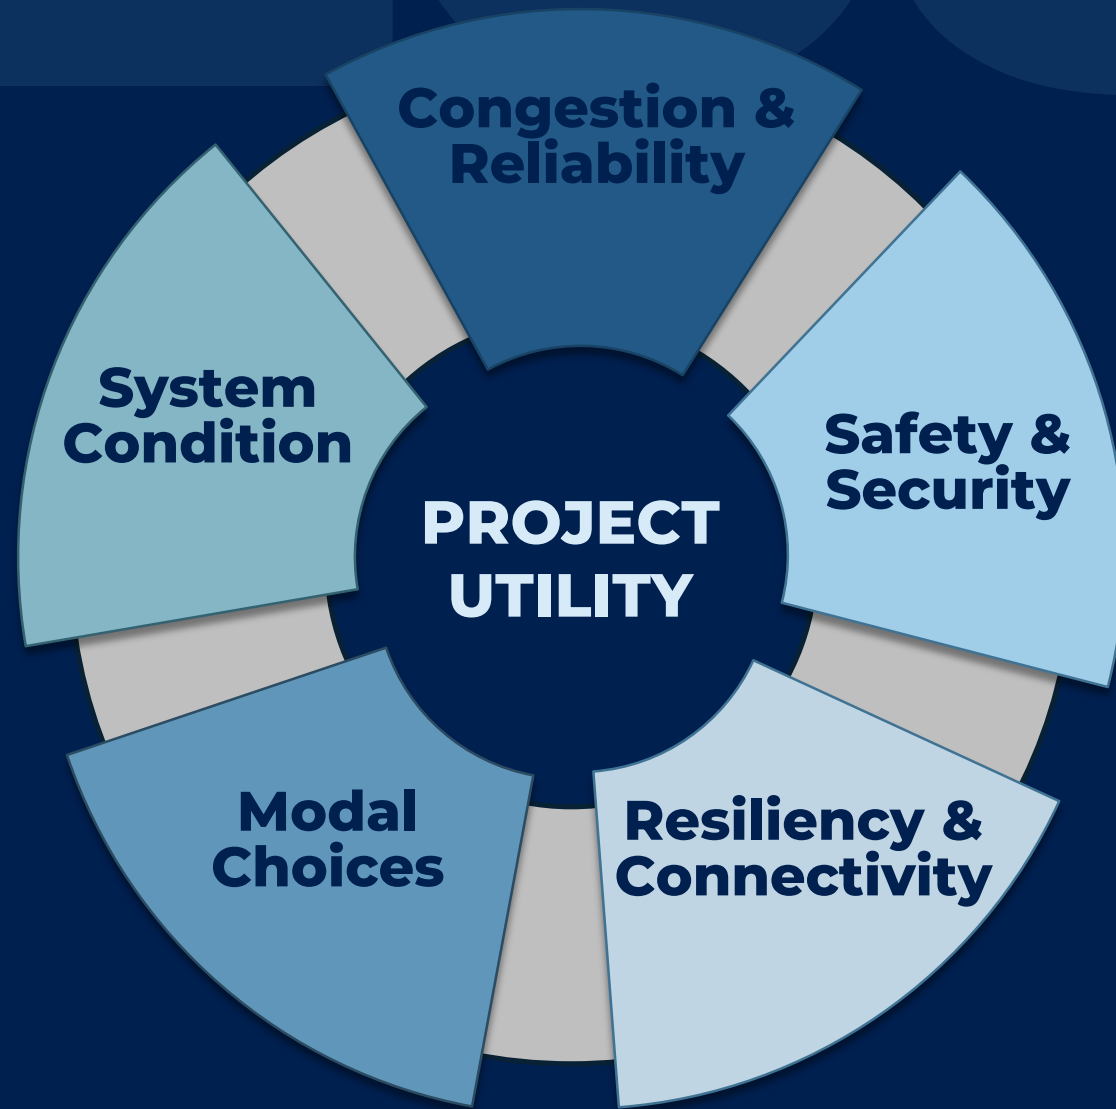 Congestion &
Reliability
Safety &
Security
Resiliency &
Connectivity
Modal
Choices
System
Condition
PROJECT
UTILITY